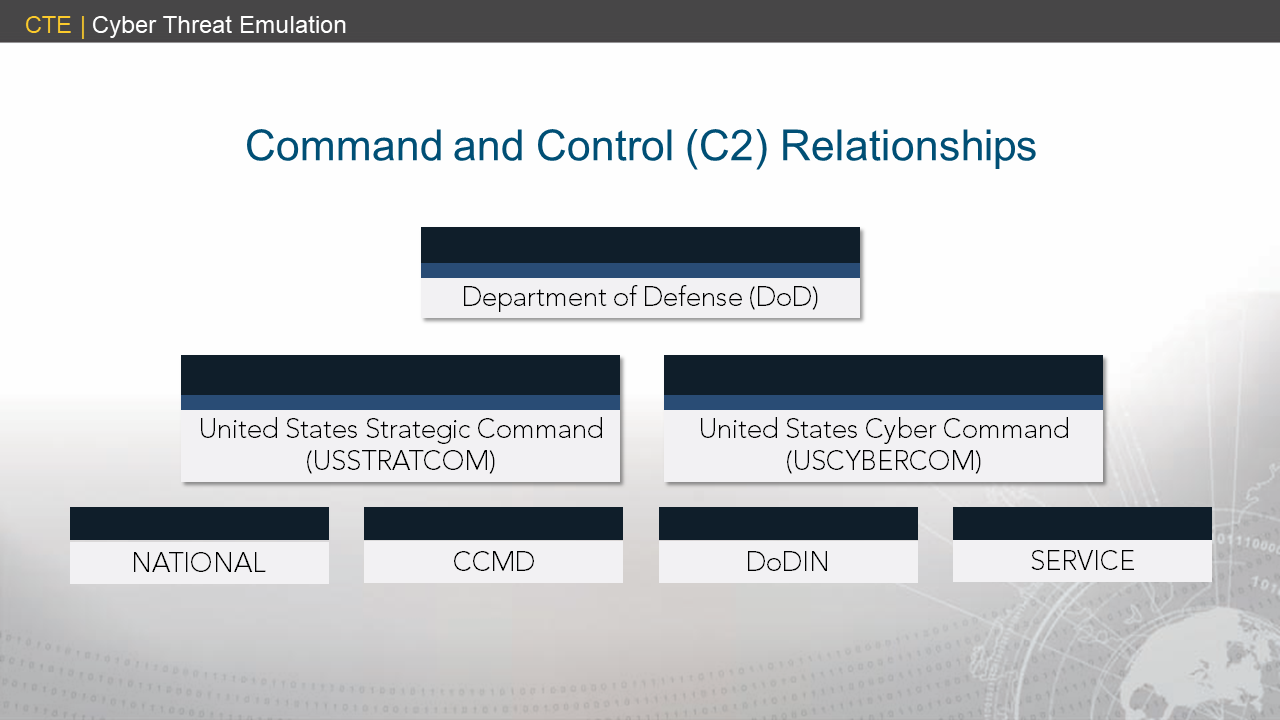 CTE | Cyber Threat Emulation
Command and Control (C2) Relationships
Department of Defense (DoD)
United States Strategic Command
(USSTRATCOM)
United States Cyber Command
(USCYBERCOM)
NATIONAL
CCMD
DoDIN
SERVICE